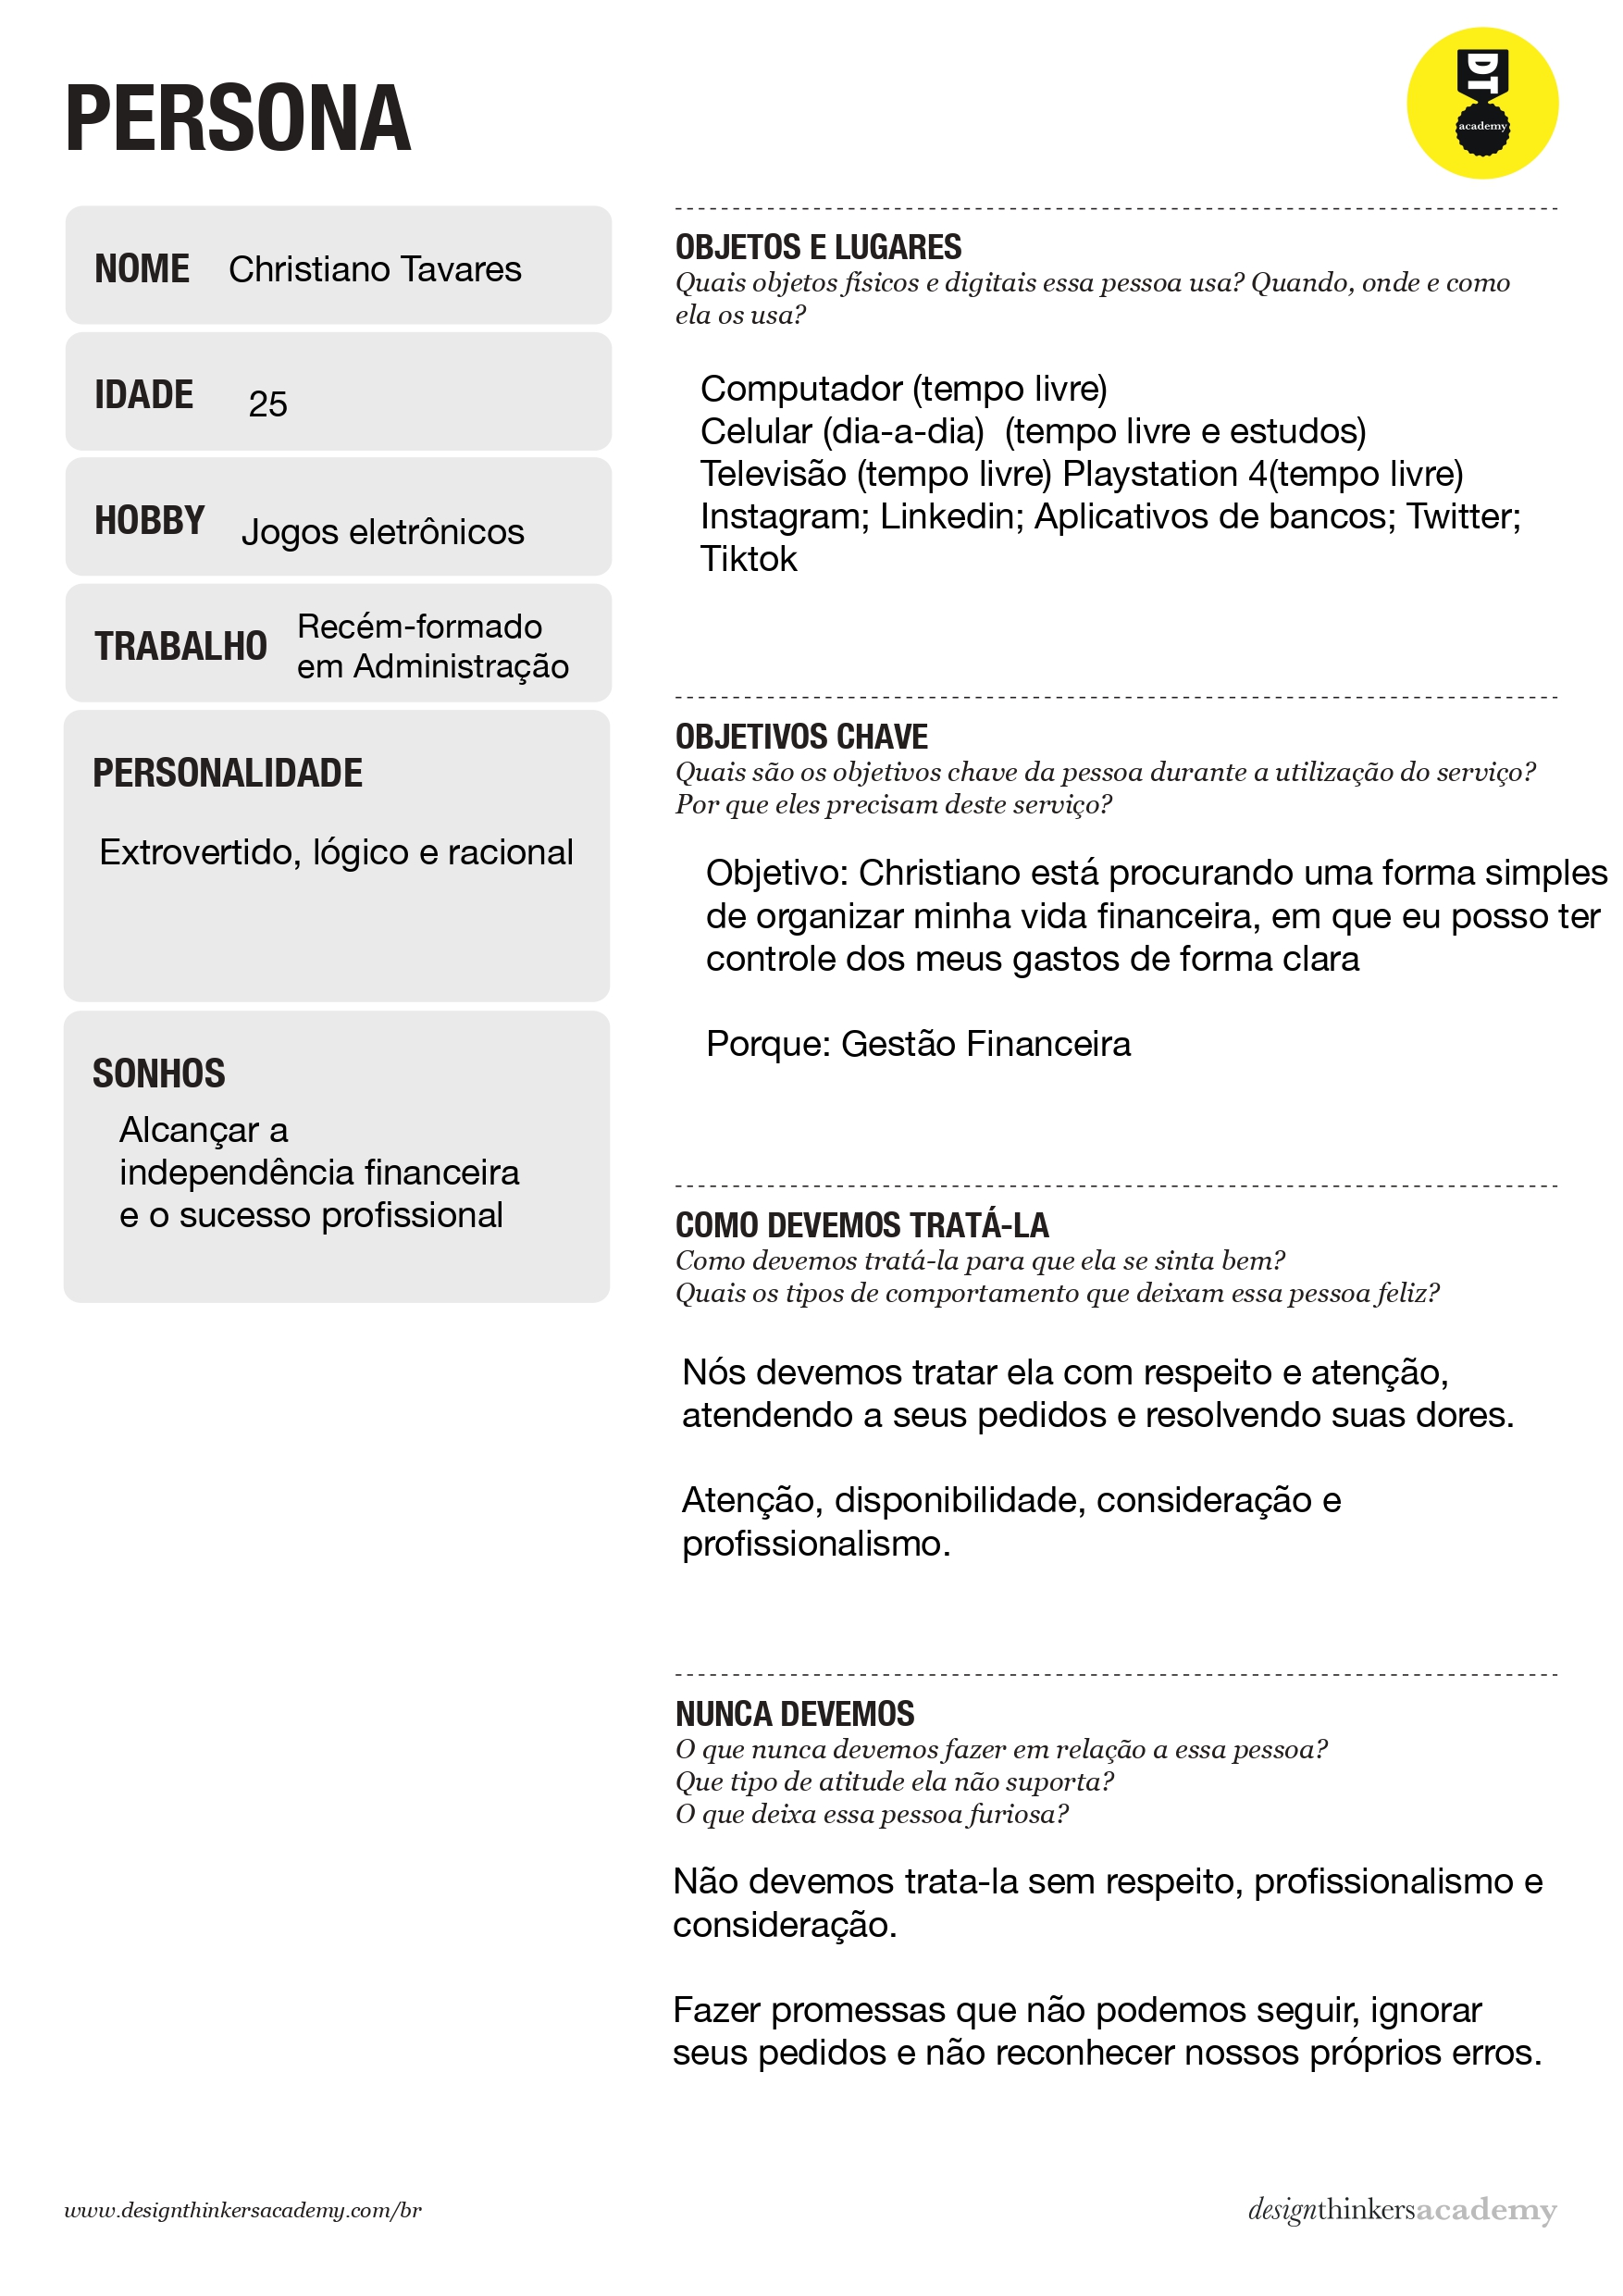 PERSONA
DT
academy
NOME Christiano Tavares
IDADE 25
HOBBY Jogos eletrônicos
TRABALHO Recém-formado
em Administração
PERSONALIDADE
Extrovertido, lógico e racional
SONHOS
Alcançar a
independência financeira
e o sucesso profissional
OBJETOS E LUGARES
Quais objetos físicos e digitais essa pessoa usa? Quando, onde e como
ela os usa?
Computador (tempo livre)
Celular (dia-a-dia)  (tempo livre e estudos)
Televisão (tempo livre) Playstation 4(tempo livre)
Instagram; Linkedin; Aplicativos de bancos; Twitter;
Tiktok
OBJETIVOS CHAVE
Quais são os objetivos chave da pessoa durante a utilização do serviço?
Por que eles precisam deste serviço?
Objetivo: Christiano está procurando uma forma simples
de organizar minha vida financeira, em que eu posso ter
controle dos meus gastos de forma clara
Porque: Gestão Financeira
COMO DEVEMOS TRATÁ-LA
Como devemos tratá-la para que ela se sinta bem?
Quais os tipos de comportamento que deixam essa pessoa feliz?
Nós devemos tratar ela com respeito e atenção,
atendendo a seus pedidos e resolvendo suas dores.
Atenção, disponibilidade, consideração e
profissionalismo.
NUNCA DEVEMOS
O que nunca devemos fazer em relação a essa pessoa?
Que tipo de atitude ela não suporta?
O que deixa essa pessoa furiosa?
Não devemos trata-la sem respeito, profissionalismo e
consideração.
Fazer promessas que não podemos seguir, ignorar
seus pedidos e não reconhecer nossos próprios erros.
www.designthinkersacademy.com/br
designthinkersacademy